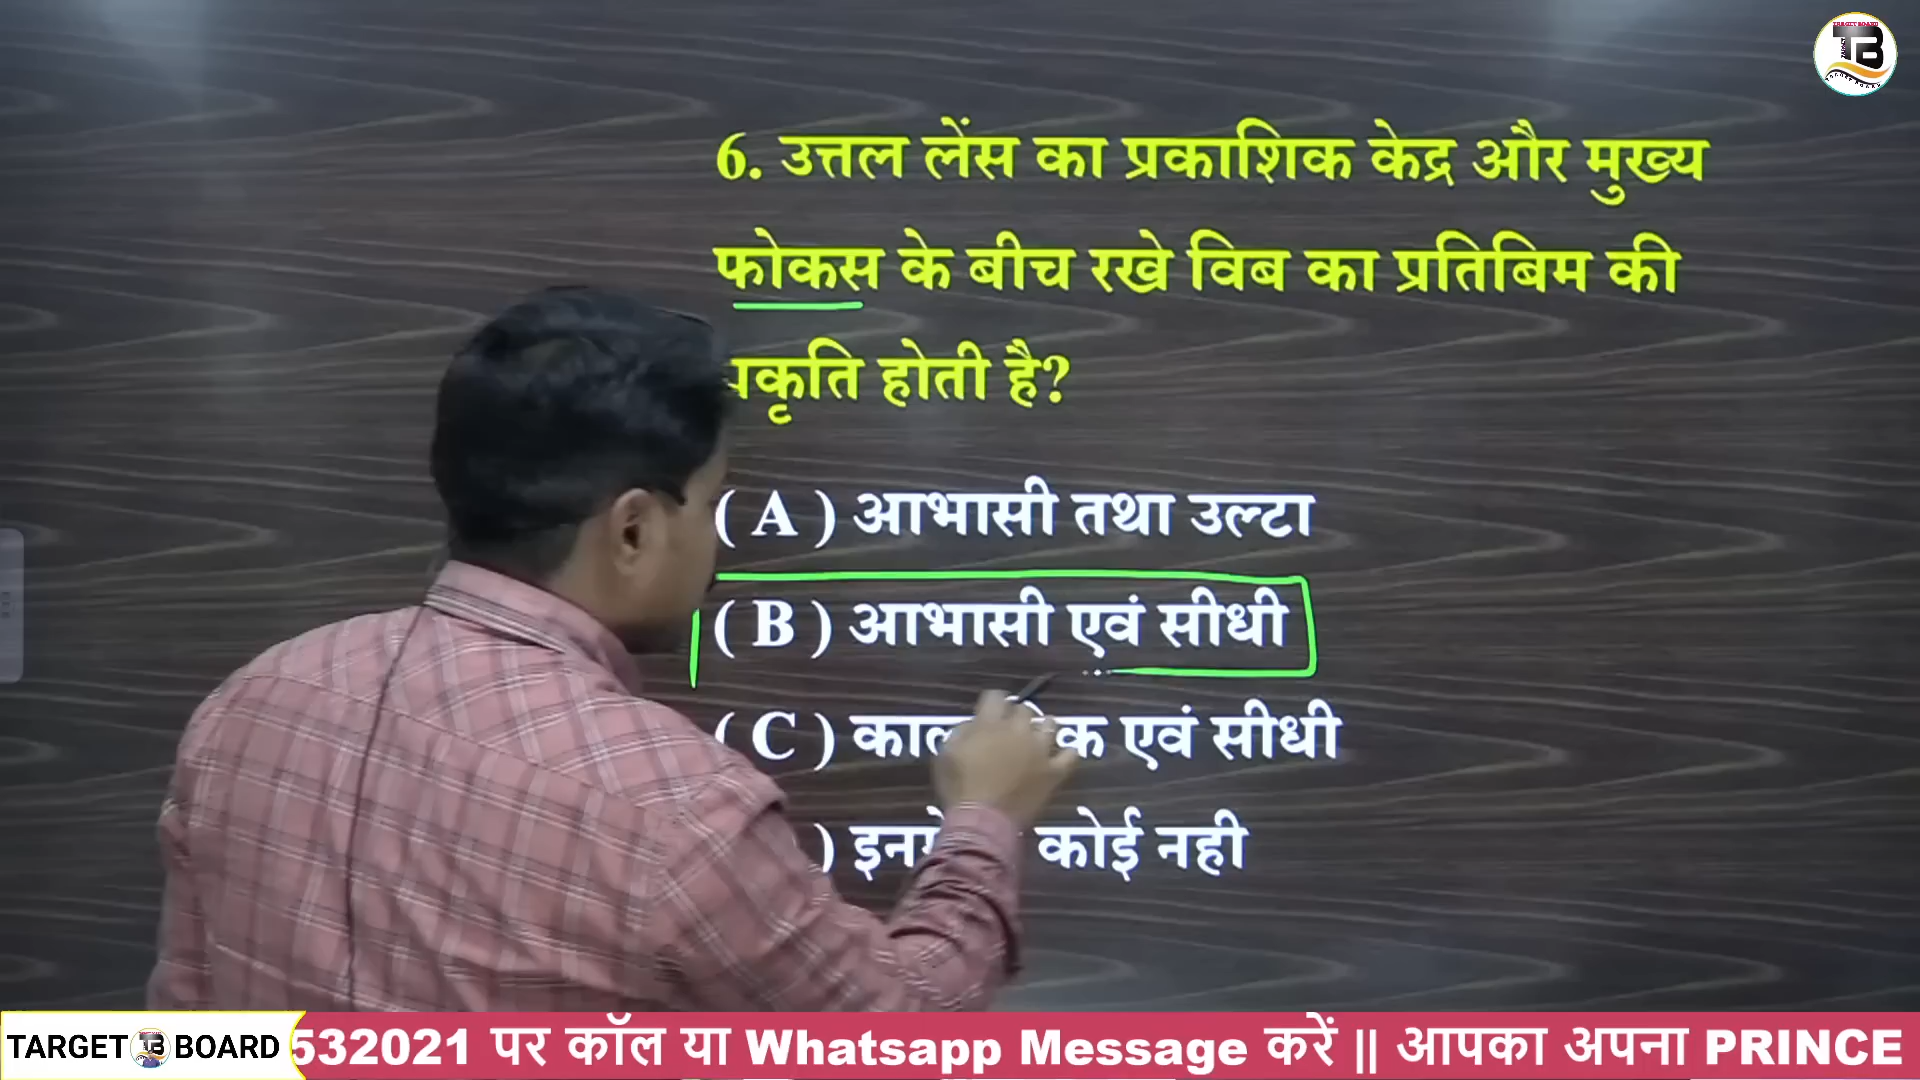 6. उत्तल लेंस का प्रकाशिक केद्र और मुख्य
फोकस के बीच रखे विब का प्रतिबिम की
होती है?
( A ) आभासी तथा उल्टा
( B ) आभासी एवं सीधी
( C ) एवं सीधी
) कोई नही
TARGET BOARD
532021 पर कॉल या Whatsapp Message करें || आपका अपना PRINCE